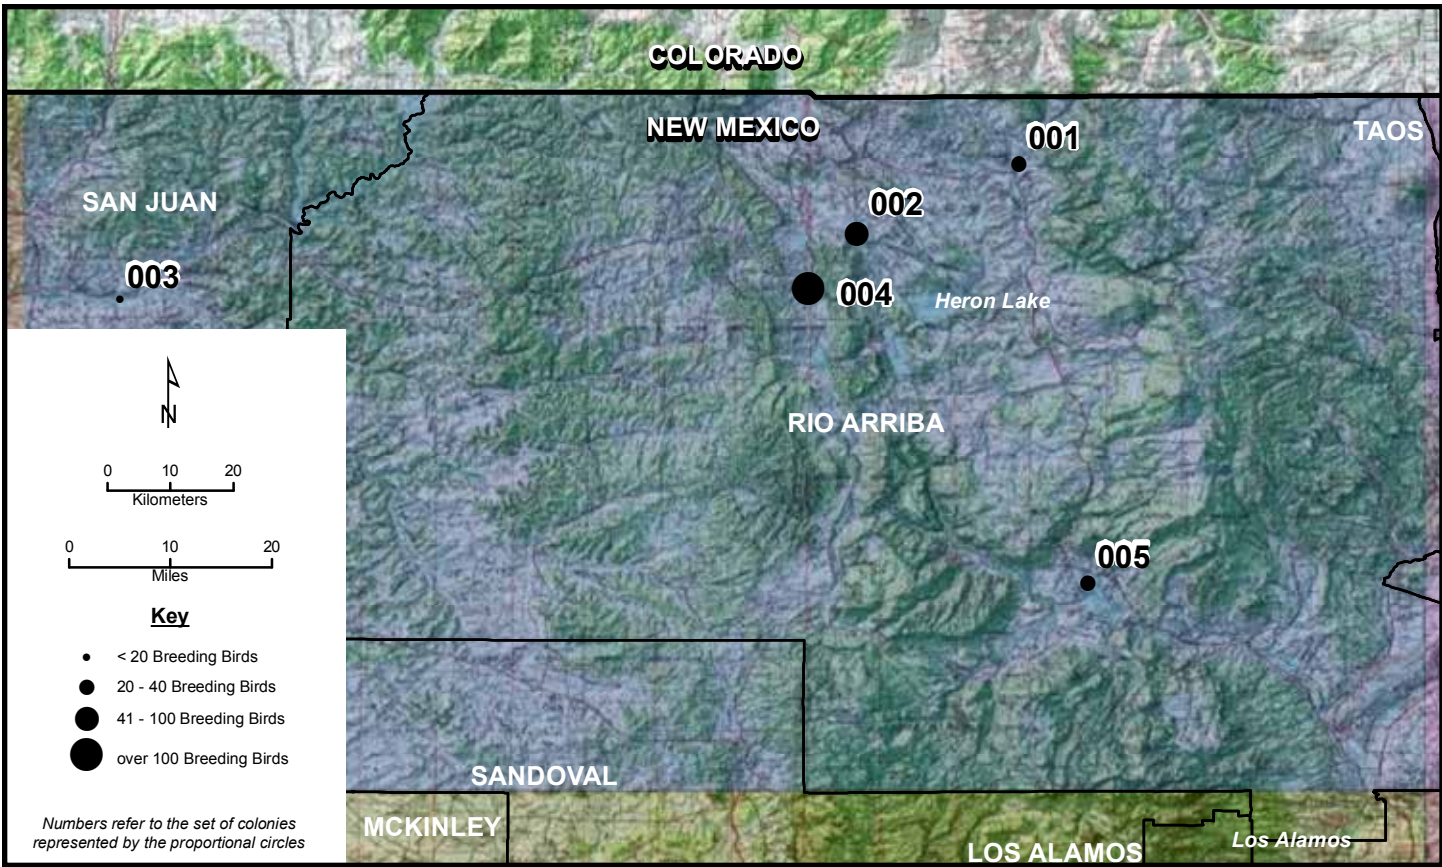 COLORADO
NEW MEXICO
TAOS
001
SAN JUAN
002
003
004
Heron Lake
N
RIO ARRIBA
0 10 20
Kilometers
0 10 20
Miles
005
Key
< 20 Breeding Birds
20 - 40 Breeding Birds
41 - 100 Breeding Birds
over 100 Breeding Birds
Numbers refer to the set of colonies
represented by the proportional circles
SANDOVAL
MCKINLEY
LOS ALAMOS
Los Alamos